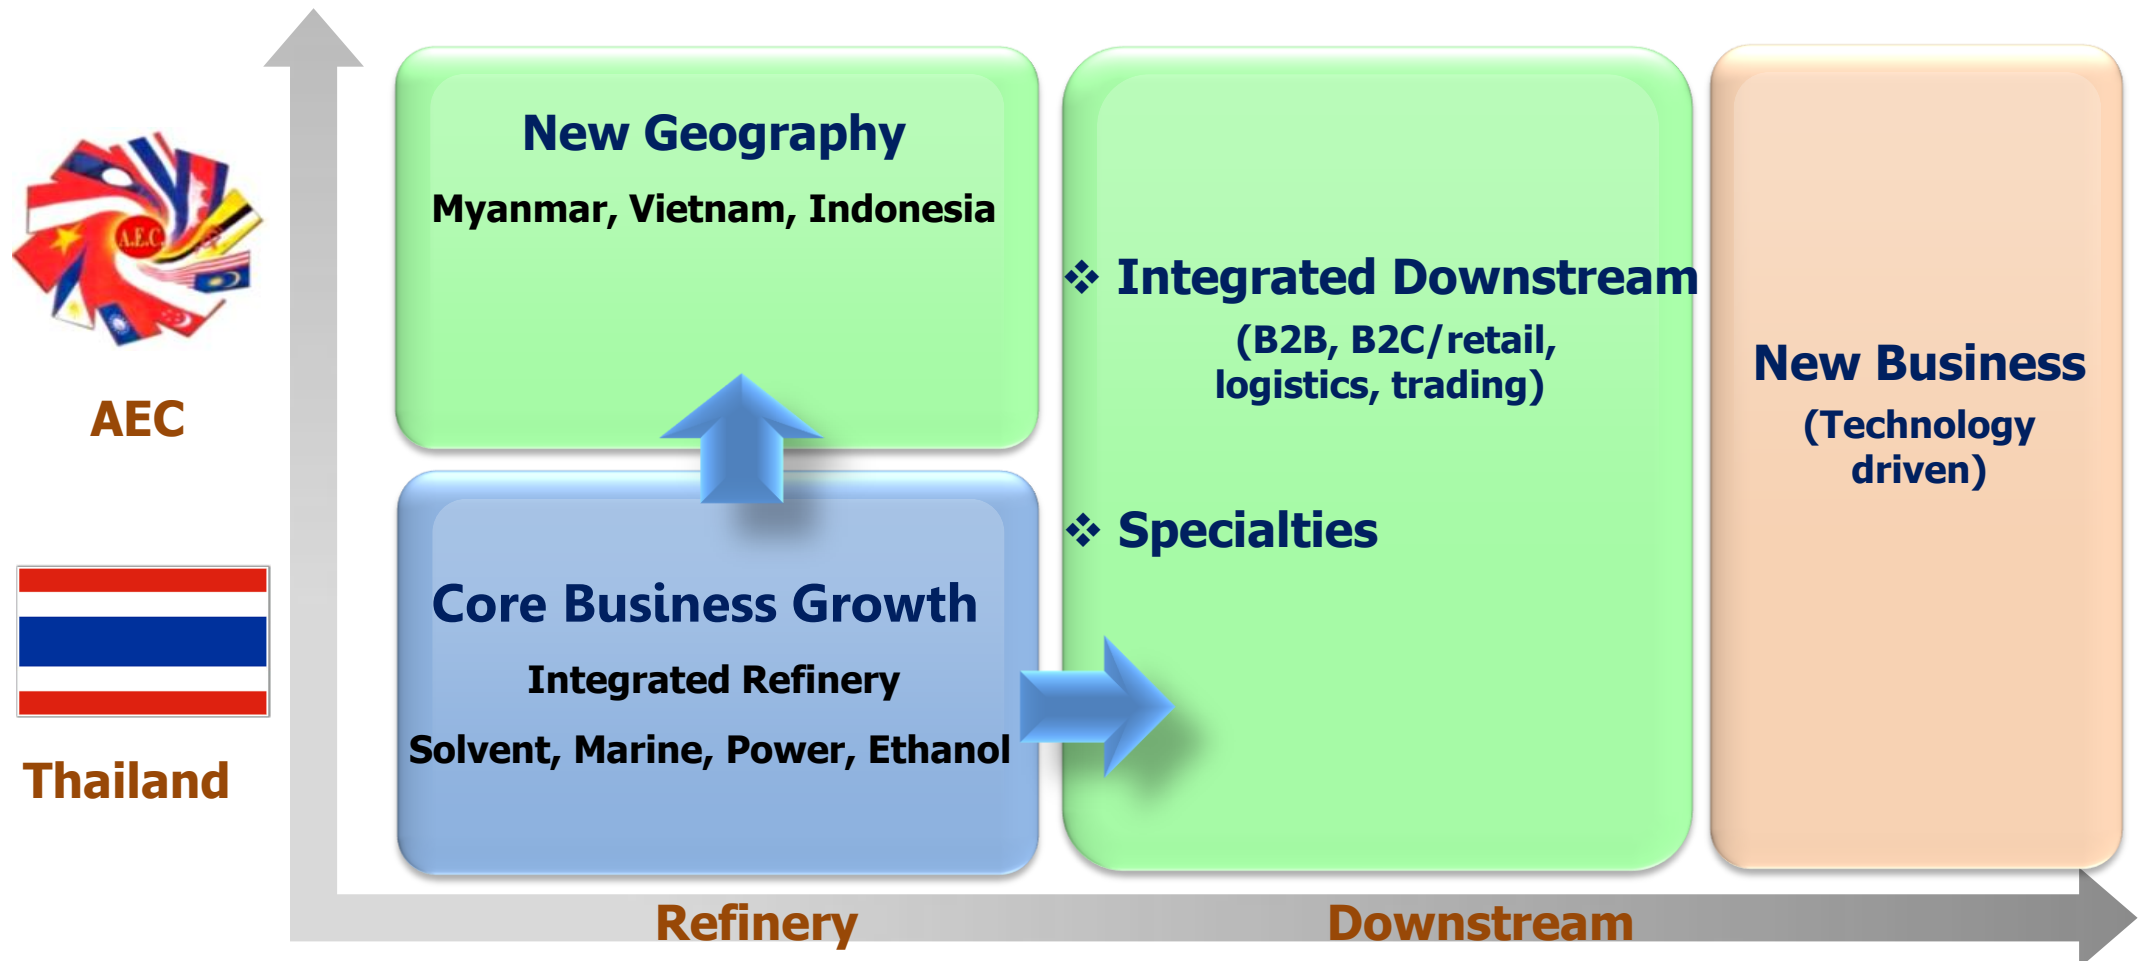 New Geography
Myanmar, Vietnam, Indonesia
A.E.C.
AEC
❖ Integrated Downstream
(B2B, B2C/retail,
logistics, trading)
❖ Specialties
New Business
(Technology
driven)
Core Business Growth
Integrated Refinery
Solvent, Marine, Power, Ethanol
Thailand
Refinery
Downstream